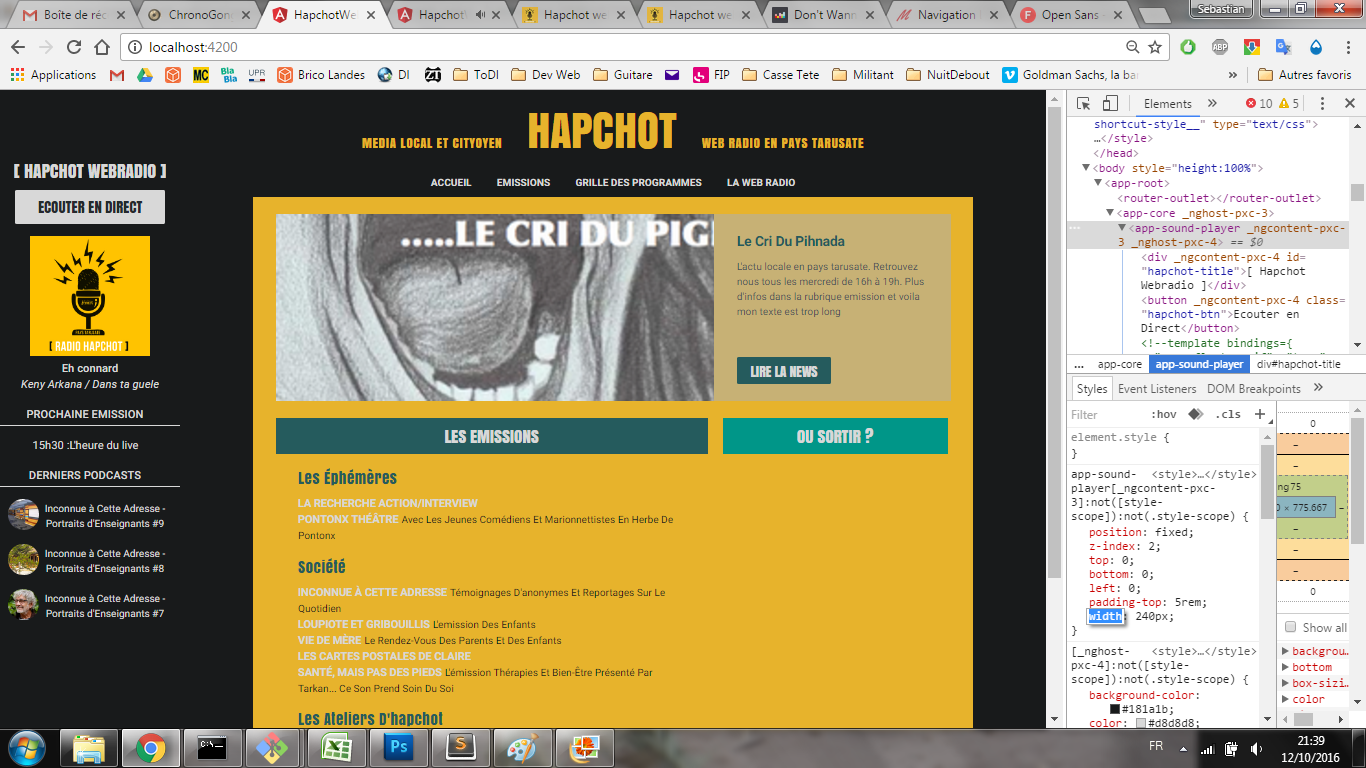 Boîte de réc
ChronoGong
HapchotWe
Hapchot\
Hapchot we
Hapchot we
Don't Wann
Navigation
Open Sans
Sebastian
localhost:4200
Applications
MC
Bla Bla
UPR
Brico Landes
DI
ToDI
Dev Web
Guitare
FIP
Casse Tete
Militant
NuitDebout
Goldman Sachs, la ba
»
Autres favoris
MEDIA LOCAL ET CITYOYEN
HAPCHOT
WEB RADIO EN PAYS TARUSATE
ACCUEIL
EMISSIONS
GRILLE DES PROGRAMMES
LA WEB RADIO
[ HAPCHOT WEBRADIO ]
ECOUTER EN DIRECT
[ RADIO HAPCHOT ]
Eh connard
Keny Arkana / Dans ta guele
PROCHAINE EMISSION
15h30 :L'heure du live
DERNIERS PODCASTS
Inconnue à Cette Adresse -
Portraits d'Enseignants #9
Inconnue à Cette Adresse -
Portraits d'Enseignants #8
Inconnue à Cette Adresse -
Portraits d'Enseignants #7
.....LE CRI DU PIGN
Le Cri Du Pihnada
L'actu locale en pays tarusate. Retrouvez
nous tous les mercredi de 16h à 19h. Plus
d'infos dans la rubrique emission et voila
mon texte est trop long
LIRE LA NEWS
LES EMISSIONS
OU SORTIR ?
Les Éphémères
LA RECHERCHE ACTION/INTERVIEW
PONTONX THÉÂTRE Avec Les Jeunes Comédiens Et Marionnettistes En Herbe De
Pontonx
Société
INCONNUE À CETTE ADRESSE Témoignages D'anonymes Et Reportages Sur Le
Quotidien
LOUPIOTE ET GRIBOUILLIS L'emission Des Enfants
VIE DE MÈRE Le Rendez-Vous Des Parents Et Des Enfants
LES CARTES POSTALES DE CLAIRE
SANTÉ, MAIS PAS DES PIEDS L'émission Thérapies Et Bien-Être Présenté Par
Tarkan... Ce Son Prend Soin Du Soi
Les Ateliers D'hapchot
Elements
»
10
5
shortcut-style__" type="text/css">
…</style>
</head>
<body style="height:100%">
<app-root>
<router-outlet></router-outlet>
<app-core _nghost-pxc-3>
<app-sound-player _ngcontent-pxc-
3 _nghost-pxc-4> == $0
<div _ngcontent-pxc-4 id=
"hapchot-title">[ Hapchot
Webradio ]</div>
<button _ngcontent-pxc-4 class=
"hapchot-btn">Ecouter en
Direct</button>
<!--template bindings={
... app-core app-sound-player div#hapchot-title
Styles
Event Listeners
DOM Breakpoints
»
Filter
:hov
.cls
+
element.style {
}
app-sound- <style>…</style>
player[_ngcontent-pxc-
3]:not([style-
scope]):not(.style-scope) {
position: fixed;
z-index: 2;
top: 0;
bottom: 0;
left: 0;
padding-top: 5rem;
width: 240px;
}
[_nghost- <style>…</style>
pxc-4]:not([style-
scope]):not(.style-scope) {
background-color:
#181a1b;
color: #d8d8d8;
0
–
–
ng75
0 × 775.667
–
–
–
–
0
Show all
backgrou…
bottom
box-sizi…
color
FR
21:39
12/10/2016